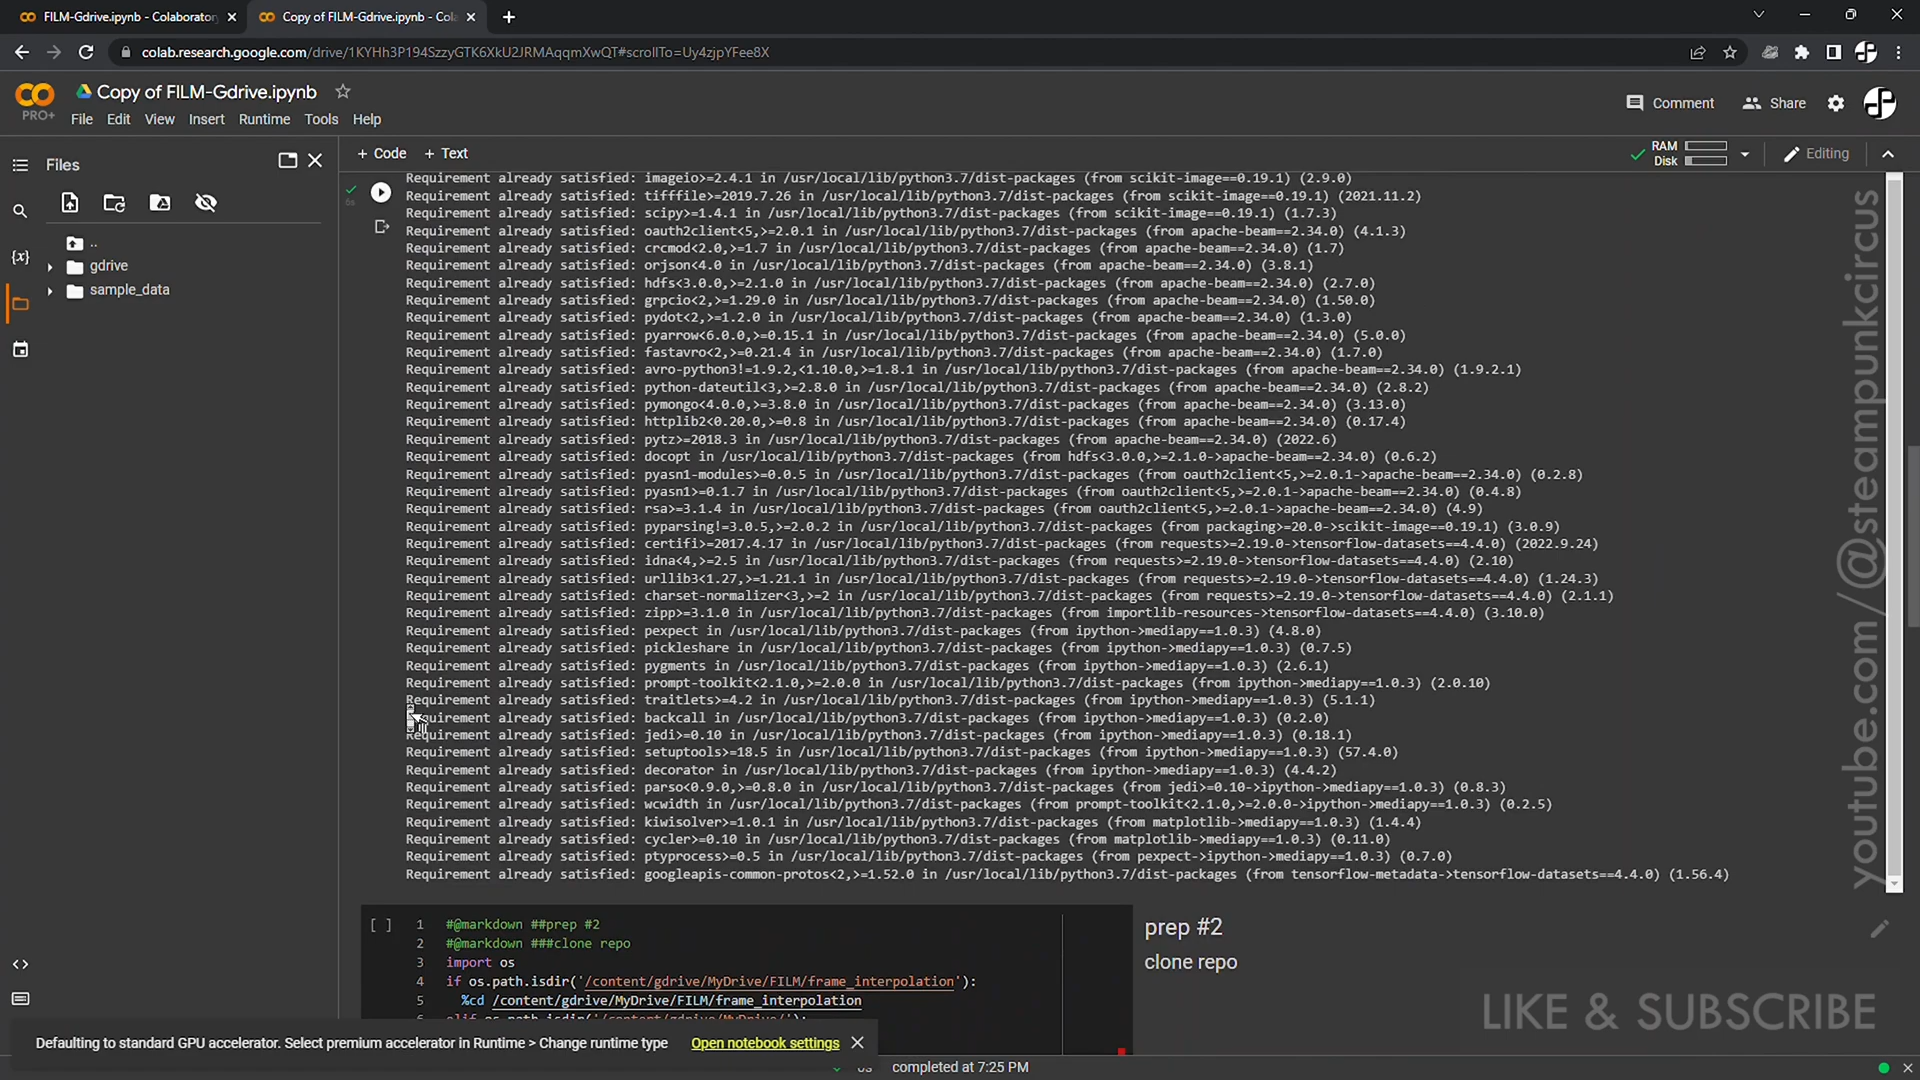 FILM-Gdrive.ipynb - Colaboratory
Copy of FILM-Gdrive.ipynb - Cola
colab.research.google.com/drive/1KYHh3P194SzzyGTK6XkU2JRMAqqmXwQT#scrollTo=Uy4zjpYFee8X
PRO+
Copy of FILM-Gdrive.ipynb
File Edit View Insert Runtime Tools Help
Comment Share
Files
+ Code + Text
RAM
Disk
Editing
..
gdrive
sample_data
{x}
6s
Requirement already satisfied: imageio>=2.4.1 in /usr/local/lib/python3.7/dist-packages (from scikit-image==0.19.1) (2.9.0)
Requirement already satisfied: tifffile>=2019.7.26 in /usr/local/lib/python3.7/dist-packages (from scikit-image==0.19.1) (2021.11.2)
Requirement already satisfied: scipy>=1.4.1 in /usr/local/lib/python3.7/dist-packages (from scikit-image==0.19.1) (1.7.3)
Requirement already satisfied: oauth2client<5,>=2.0.1 in /usr/local/lib/python3.7/dist-packages (from apache-beam==2.34.0) (4.1.3)
Requirement already satisfied: crcmod<2.0,>=1.7 in /usr/local/lib/python3.7/dist-packages (from apache-beam==2.34.0) (1.7)
Requirement already satisfied: orjson<4.0 in /usr/local/lib/python3.7/dist-packages (from apache-beam==2.34.0) (3.8.1)
Requirement already satisfied: hdfs<3.0.0,>=2.1.0 in /usr/local/lib/python3.7/dist-packages (from apache-beam==2.34.0) (2.7.0)
Requirement already satisfied: grpcio<2,>=1.29.0 in /usr/local/lib/python3.7/dist-packages (from apache-beam==2.34.0) (1.50.0)
Requirement already satisfied: pydot<2,>=1.2.0 in /usr/local/lib/python3.7/dist-packages (from apache-beam==2.34.0) (1.3.0)
Requirement already satisfied: pyarrow<6.0.0,>=0.15.1 in /usr/local/lib/python3.7/dist-packages (from apache-beam==2.34.0) (5.0.0)
Requirement already satisfied: fastavro<2,>=0.21.4 in /usr/local/lib/python3.7/dist-packages (from apache-beam==2.34.0) (1.7.0)
Requirement already satisfied: avro-python3!=1.9.2,<1.10.0,>=1.8.1 in /usr/local/lib/python3.7/dist-packages (from apache-beam==2.34.0) (1.9.2.1)
Requirement already satisfied: python-dateutil<3,>=2.8.0 in /usr/local/lib/python3.7/dist-packages (from apache-beam==2.34.0) (2.8.2)
Requirement already satisfied: pymongo<4.0.0,>=3.8.0 in /usr/local/lib/python3.7/dist-packages (from apache-beam==2.34.0) (3.13.0)
Requirement already satisfied: httplib2<0.20.0,>=0.8 in /usr/local/lib/python3.7/dist-packages (from apache-beam==2.34.0) (0.17.4)
Requirement already satisfied: pytz>=2018.3 in /usr/local/lib/python3.7/dist-packages (from apache-beam==2.34.0) (2022.6)
Requirement already satisfied: docopt in /usr/local/lib/python3.7/dist-packages (from hdfs<3.0.0,>=2.1.0->apache-beam==2.34.0) (0.6.2)
Requirement already satisfied: pyasn1-modules>=0.0.5 in /usr/local/lib/python3.7/dist-packages (from oauth2client<5,>=2.0.1->apache-beam==2.34.0) (0.2.8)
Requirement already satisfied: pyasn1>=0.1.7 in /usr/local/lib/python3.7/dist-packages (from oauth2client<5,>=2.0.1->apache-beam==2.34.0) (0.4.8)
Requirement already satisfied: rsa>=3.1.4 in /usr/local/lib/python3.7/dist-packages (from oauth2client<5,>=2.0.1->apache-beam==2.34.0) (4.9)
Requirement already satisfied: pyparsing!=3.0.5,>=2.0.2 in /usr/local/lib/python3.7/dist-packages (from packaging>=20.0->scikit-image==0.19.1) (3.0.9)
Requirement already satisfied: certifi>=2017.4.17 in /usr/local/lib/python3.7/dist-packages (from requests>=2.19.0->tensorflow-datasets==4.4.0) (2022.9.24)
Requirement already satisfied: idna<4,>=2.5 in /usr/local/lib/python3.7/dist-packages (from requests>=2.19.0->tensorflow-datasets==4.4.0) (2.10)
Requirement already satisfied: urllib3<1.27,>=1.21.1 in /usr/local/lib/python3.7/dist-packages (from requests>=2.19.0->tensorflow-datasets==4.4.0) (1.24.3)
Requirement already satisfied: charset-normalizer<3,>=2 in /usr/local/lib/python3.7/dist-packages (from requests>=2.19.0->tensorflow-datasets==4.4.0) (2.1.1)
Requirement already satisfied: zipp>=3.1.0 in /usr/local/lib/python3.7/dist-packages (from importlib-resources->tensorflow-datasets==4.4.0) (3.10.0)
Requirement already satisfied: pexpect in /usr/local/lib/python3.7/dist-packages (from ipython->mediapy==1.0.3) (4.8.0)
Requirement already satisfied: pickleshare in /usr/local/lib/python3.7/dist-packages (from ipython->mediapy==1.0.3) (0.7.5)
Requirement already satisfied: pygments in /usr/local/lib/python3.7/dist-packages (from ipython->mediapy==1.0.3) (2.6.1)
Requirement already satisfied: prompt-toolkit<2.1.0,>=2.0.0 in /usr/local/lib/python3.7/dist-packages (from ipython->mediapy==1.0.3) (2.0.10)
Requirement already satisfied: traitlets>=4.2 in /usr/local/lib/python3.7/dist-packages (from ipython->mediapy==1.0.3) (5.1.1)
Requirement already satisfied: backcall in /usr/local/lib/python3.7/dist-packages (from ipython->mediapy==1.0.3) (0.2.0)
Requirement already satisfied: jedi>=0.10 in /usr/local/lib/python3.7/dist-packages (from ipython->mediapy==1.0.3) (0.18.1)
Requirement already satisfied: setuptools>=18.5 in /usr/local/lib/python3.7/dist-packages (from ipython->mediapy==1.0.3) (57.4.0)
Requirement already satisfied: decorator in /usr/local/lib/python3.7/dist-packages (from ipython->mediapy==1.0.3) (4.4.2)
Requirement already satisfied: parso<0.9.0,>=0.8.0 in /usr/local/lib/python3.7/dist-packages (from jedi>=0.10->ipython->mediapy==1.0.3) (0.8.3)
Requirement already satisfied: wcwidth in /usr/local/lib/python3.7/dist-packages (from prompt-toolkit<2.1.0,>=2.0.0->ipython->mediapy==1.0.3) (0.2.5)
Requirement already satisfied: kiwisolver>=1.0.1 in /usr/local/lib/python3.7/dist-packages (from matplotlib->mediapy==1.0.3) (1.4.4)
Requirement already satisfied: cycler>=0.10 in /usr/local/lib/python3.7/dist-packages (from matplotlib->mediapy==1.0.3) (0.11.0)
Requirement already satisfied: ptyprocess>=0.5 in /usr/local/lib/python3.7/dist-packages (from pexpect->ipython->mediapy==1.0.3) (0.7.0)
Requirement already satisfied: googleapis-common-protos<2,>=1.52.0 in /usr/local/lib/python3.7/dist-packages (from tensorflow-metadata->tensorflow-datasets==4.4.0) (1.56.4)
youtube.com/@steampunkcircus
[ ] 1 #@markdown ##prep #2
2 #@markdown ###clone repo
3 import os
4 if os.path.isdir('/content/gdrive/MyDrive/FILM/frame_interpolation'):
5 %cd /content/gdrive/MyDrive/FILM/frame_interpolation
6 elif os.path.isdir('/content/gdrive/MyDrive/'):
prep #2
clone repo
LIKE & SUBSCRIBE
Defaulting to standard GPU accelerator. Select premium accelerator in Runtime > Change runtime type Open notebook settings
completed at 7:25 PM